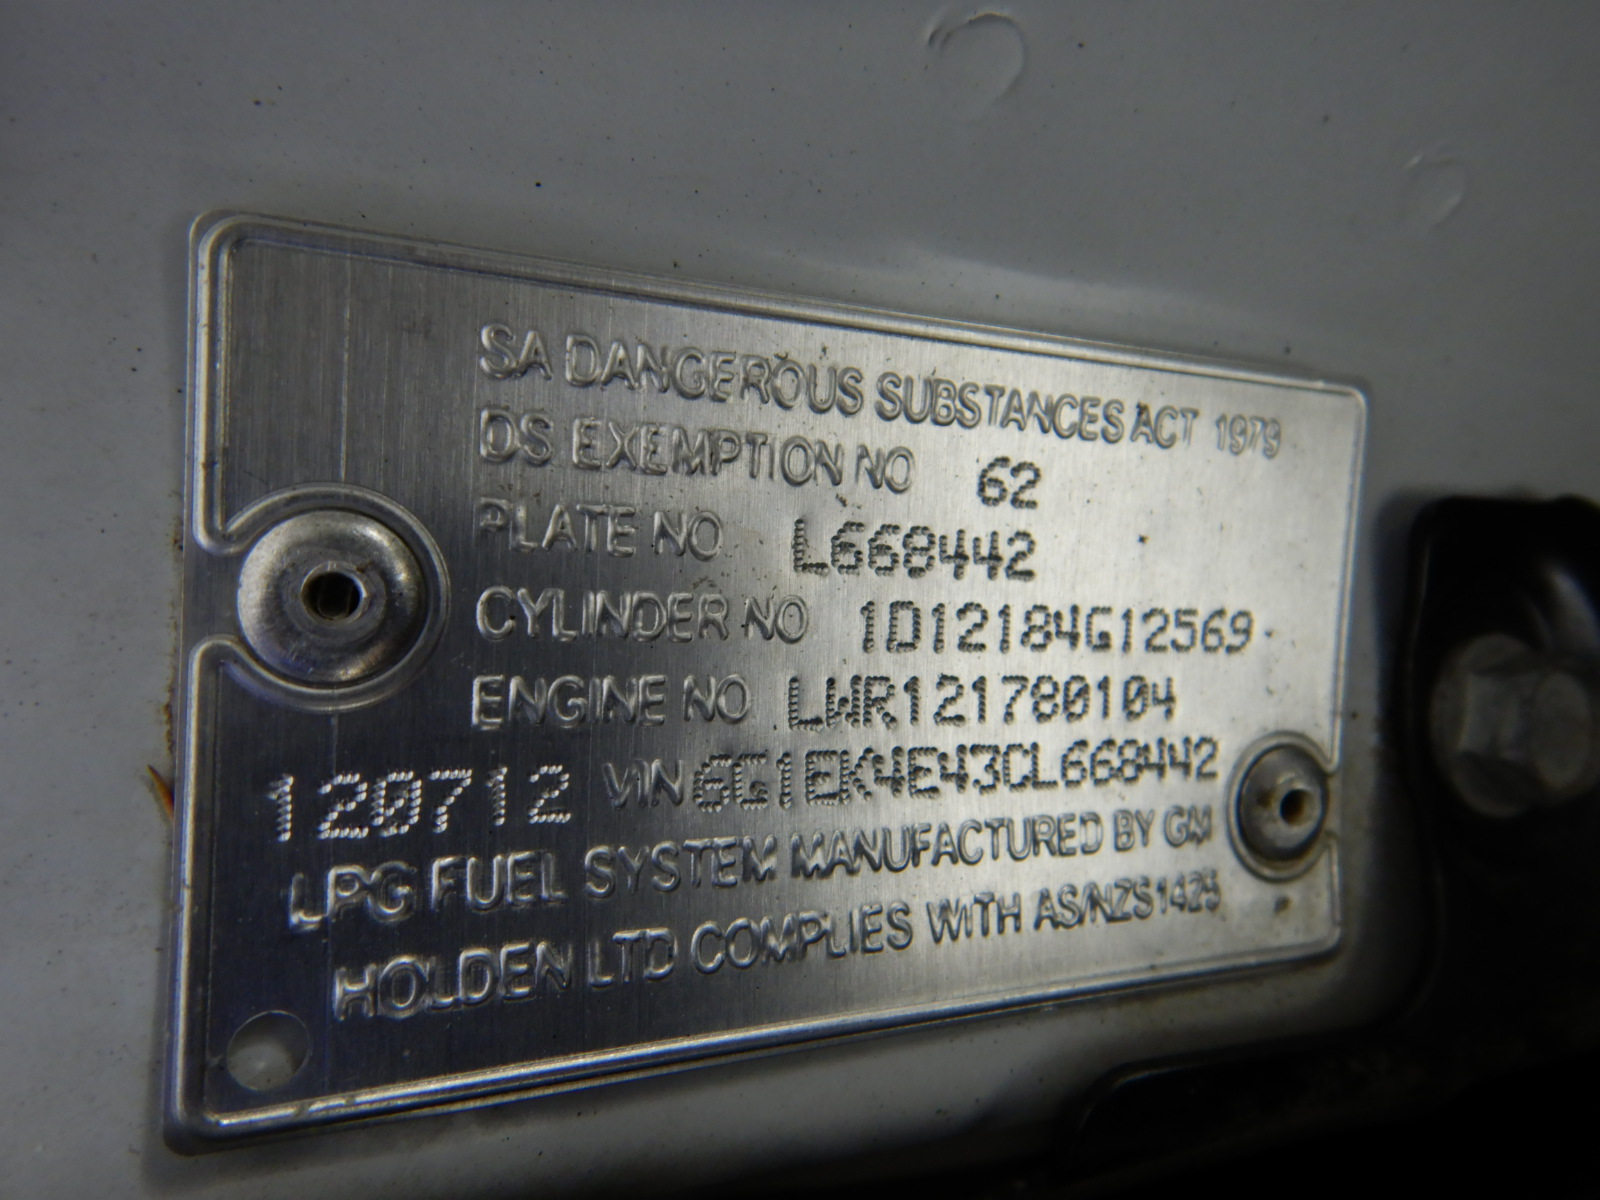 SA DANGEROUS SUBSTANCES ACT 1979
DS EXEMPTION NO 62
PLATE NO L668442
CYLINDER NO 1D12184G12569
ENGINE NO LWR121780104
120712 VIN 6G1EK4E43CL668442
LPG FUEL SYSTEM MANUFACTURED BY GM
HOLDEN LTD COMPLIES WITH AS/NZS1425